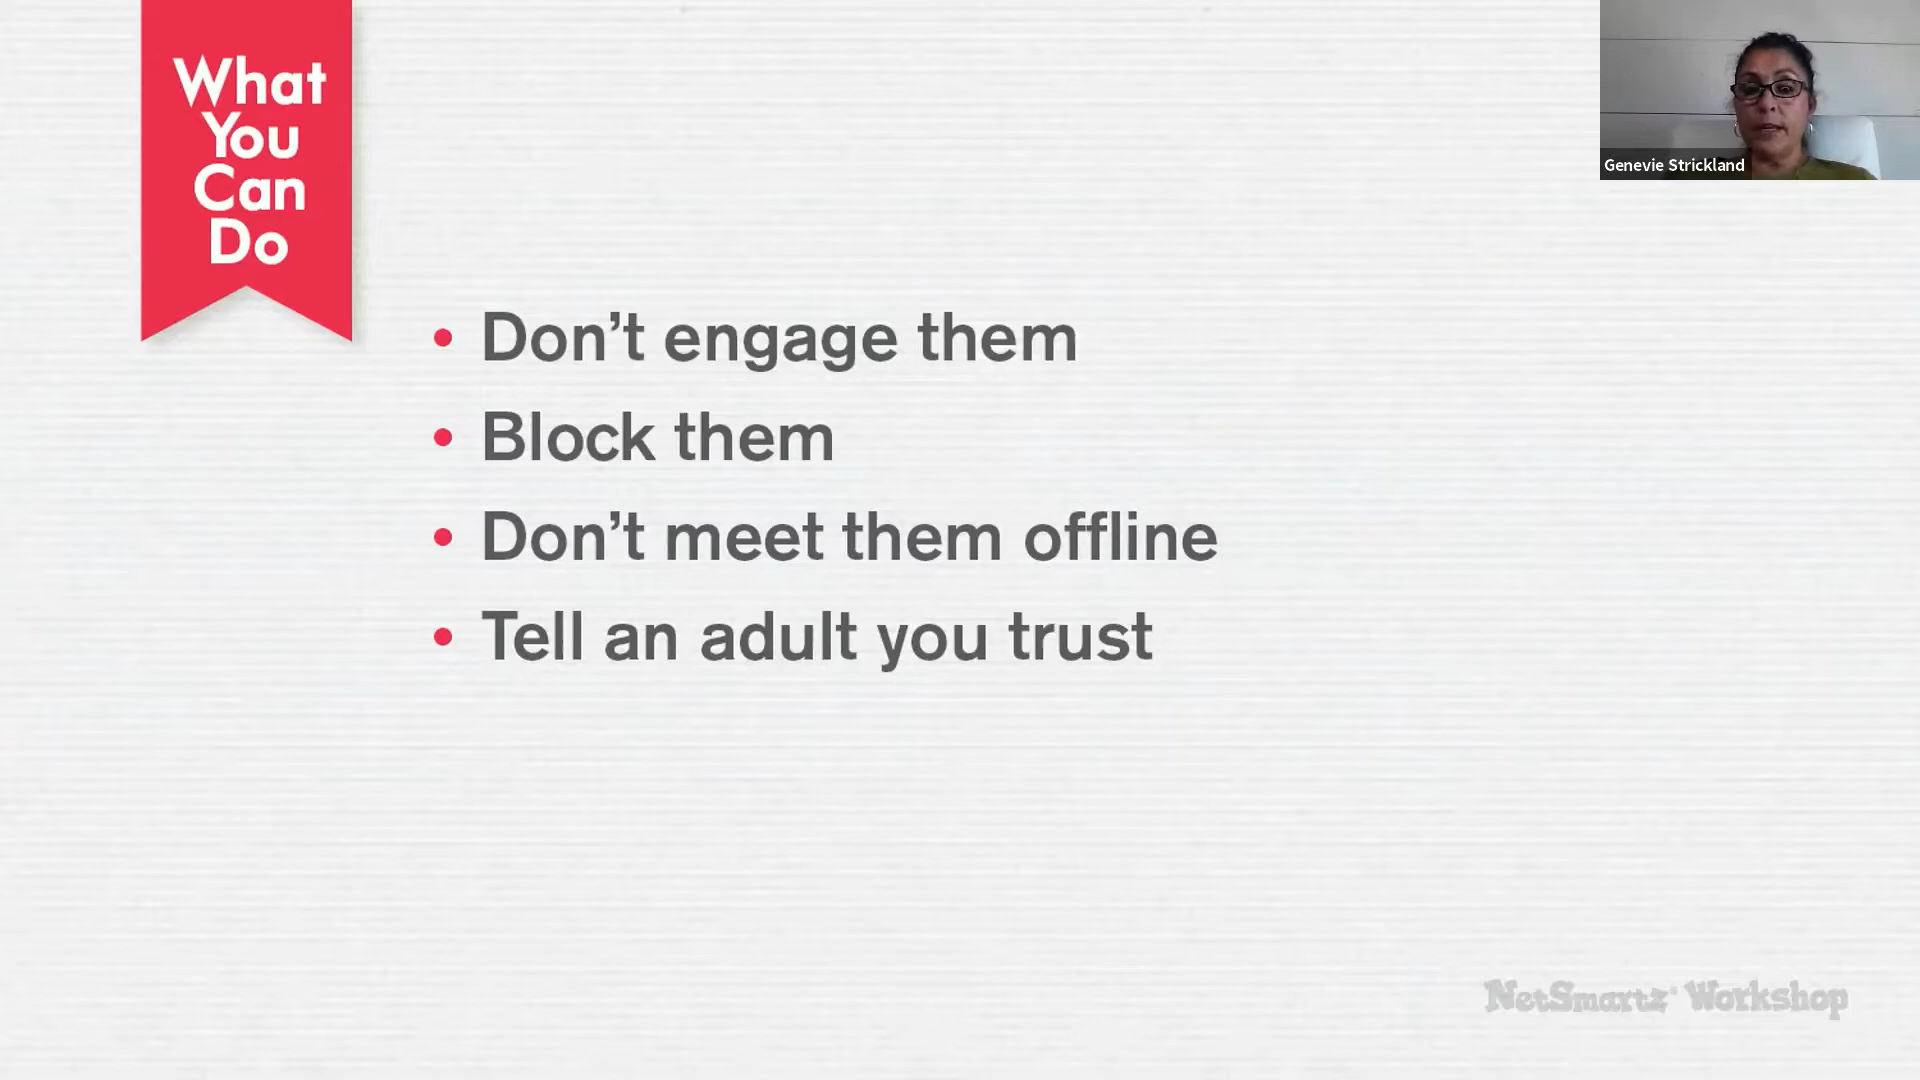 What
You
Can
Do
Genevie Strickland
• Don’t engage them
• Block them
• Don’t meet them offline
• Tell an adult you trust
NetSmartz® Workshop